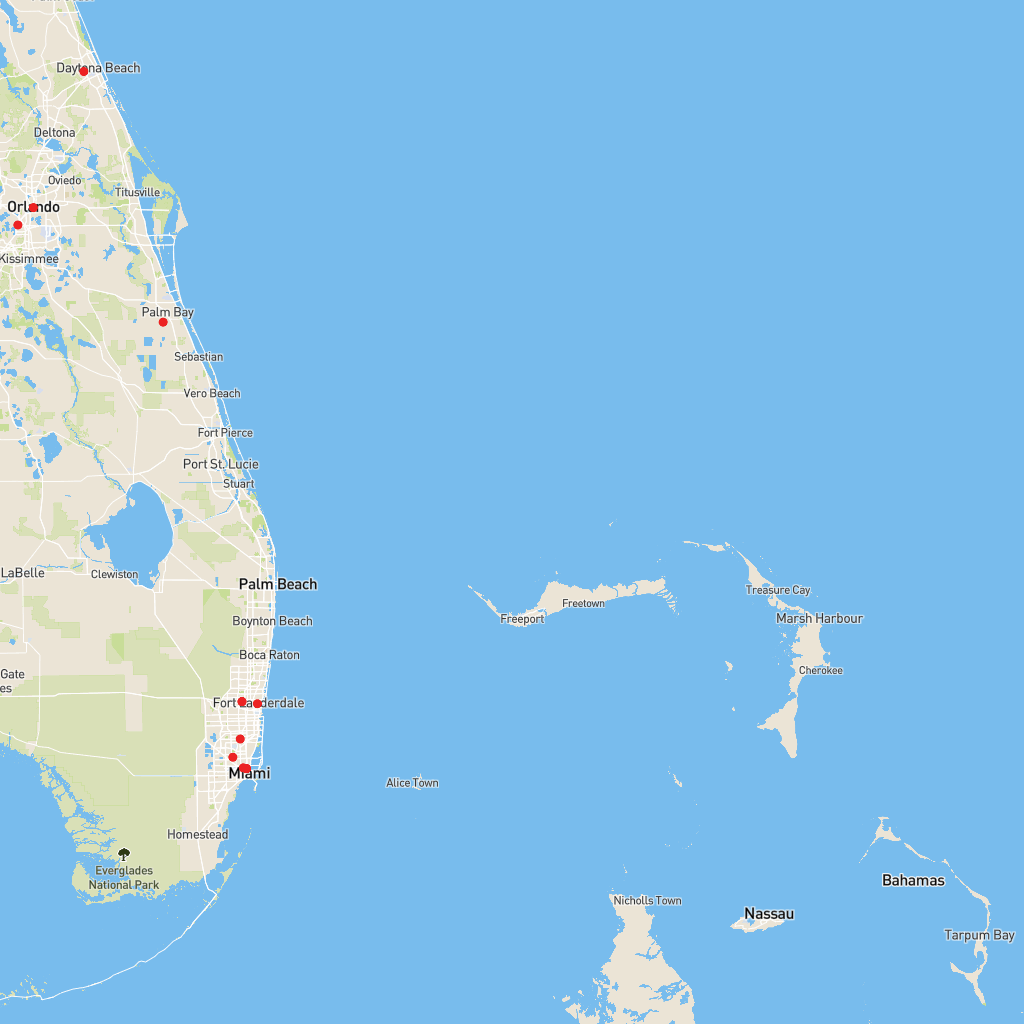 Daytona Beach
Deltona
Oviedo
Titusville
Orlando
Kissimmee
Palm Bay
Sebastian
Vero Beach
Fort Pierce
Port St. Lucie
Stuart
LaBelle
Clewiston
Palm Beach
Treasure Cay
Freetown
Freeport
Marsh Harbour
Boynton Beach
Boca Raton
Cherokee
Gate
es
Fort Lauderdale
Miami
Alice Town
Homestead
Everglades
National Park
Bahamas
Nicholls Town
Nassau
Tarpum Bay